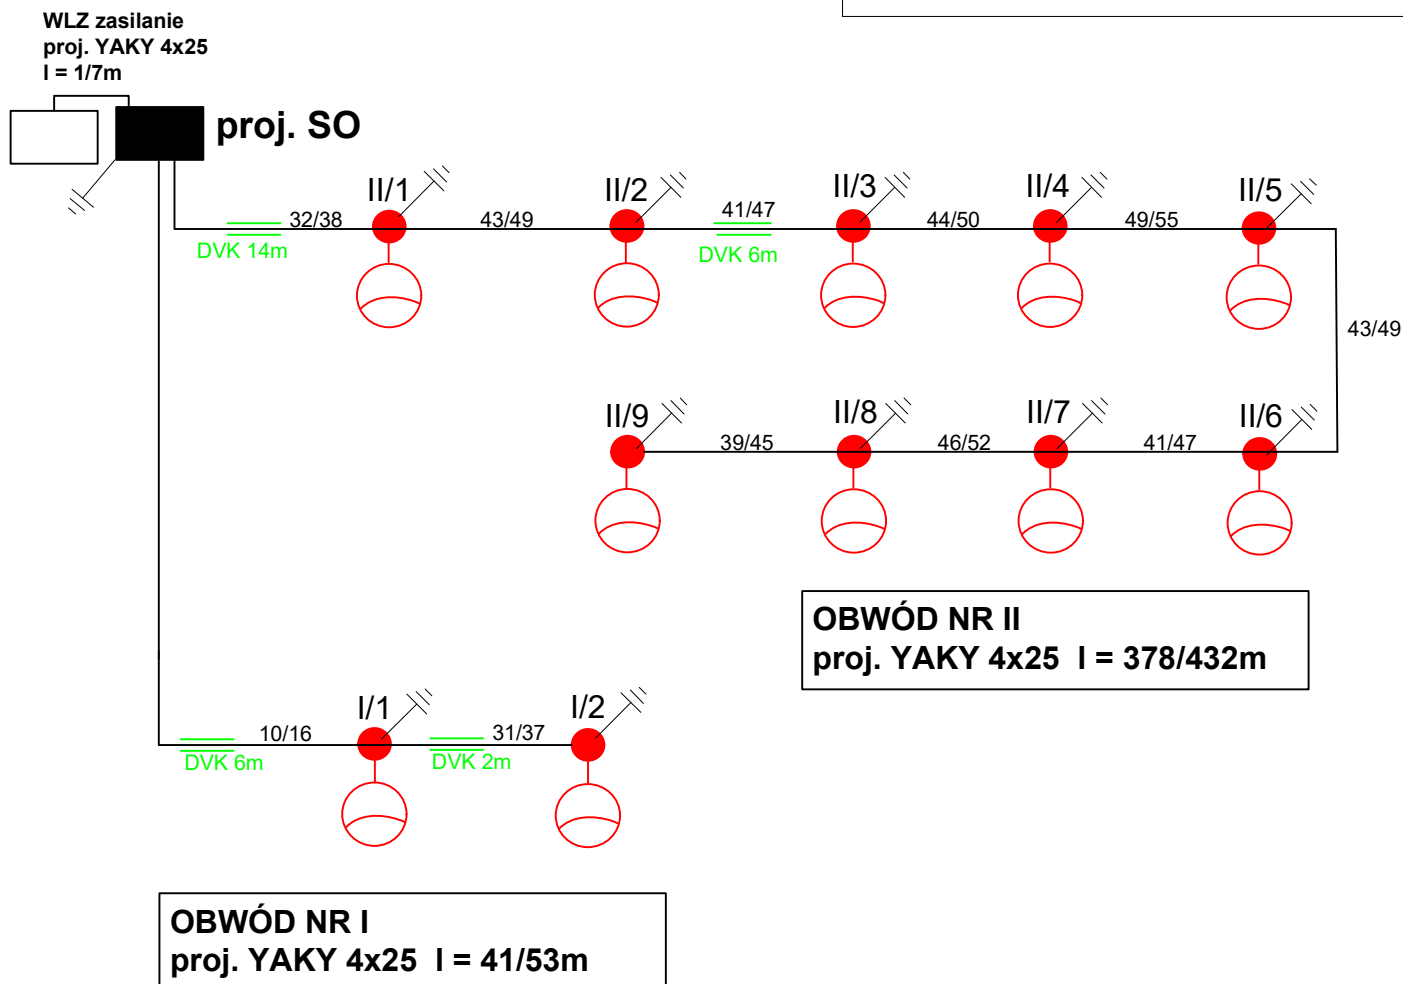 WLZ zasilanie
proj. YAKY 4x25
l = 1/7m
proj. SO
II/1
II/2
II/3
II/4
II/5
32/38
43/49
41/47
44/50
49/55
DVK 14m
DVK 6m
43/49
II/9
II/8
II/7
II/6
39/45
46/52
41/47
OBWÓD NR II
proj. YAKY 4x25 l = 378/432m
I/1
I/2
10/16
31/37
DVK 6m
DVK 2m
OBWÓD NR I
proj. YAKY 4x25 l = 41/53m